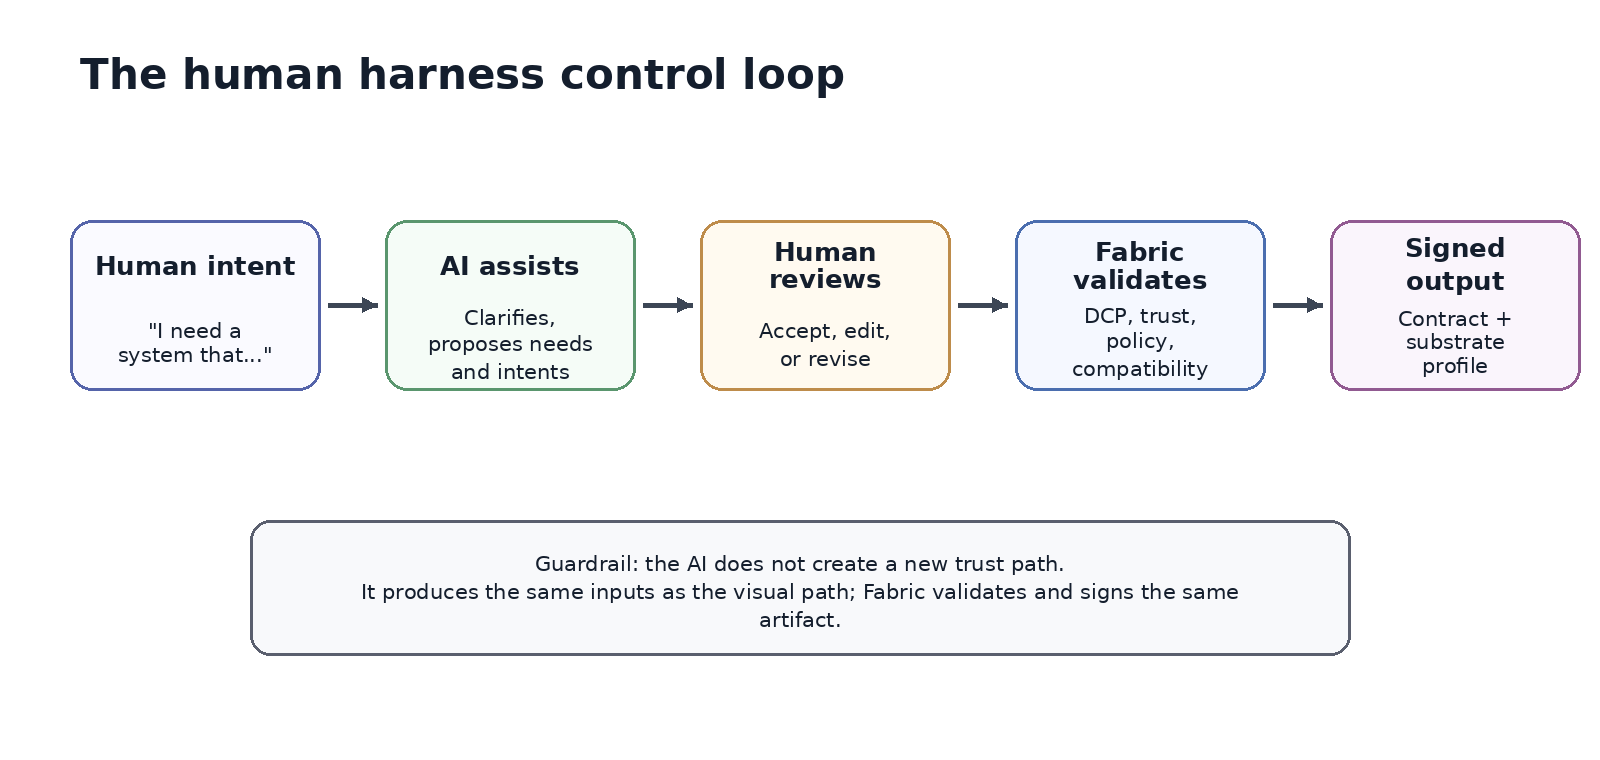 The human harness control loop
Human intent
"I need a
system that..."
AI assists
Clarifies,
proposes needs
and intents
Human
reviews
Accept, edit,
or revise
Fabric
validates
DCP, trust,
policy,
compatibility
Signed
output
Contract +
substrate
profile
Guardrail: the AI does not create a new trust path.
It produces the same inputs as the visual path; Fabric validates and signs the same
artifact.